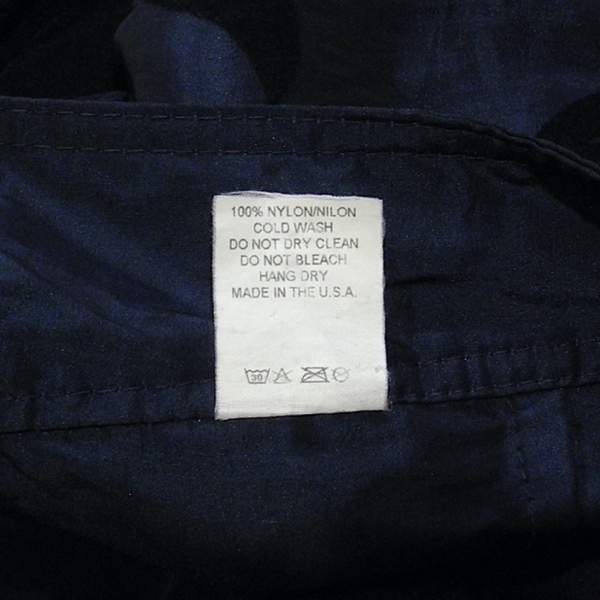 100% NYLON/NILON
COLD WASH
DO NOT DRY CLEAN
DO NOT BLEACH
HANG DRY
MADE IN THE U.S.A.
30